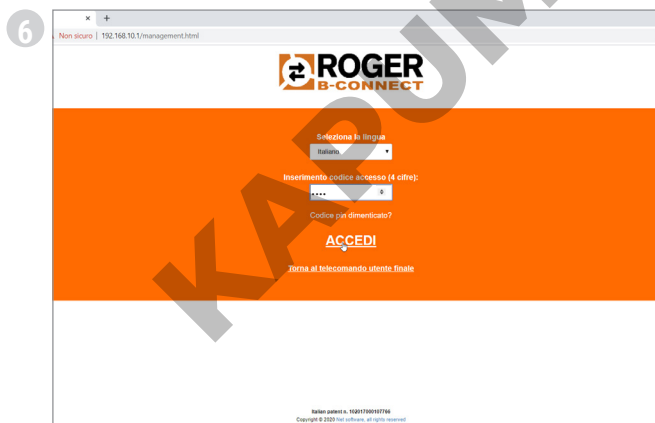 6
× +
Non sicuro | 192.168.10.1/management.html
ROGER
B-CONNECT
Seleziona la lingua
Italiano
Inserimento codice accesso (4 cifre):
••••
Codice pin dimenticato?
ACCEDI
Torna al telecomando utente finale
Italian patent n. 102017000107766
Copyright © 2020 Net software, all rights reserved
KAPUM